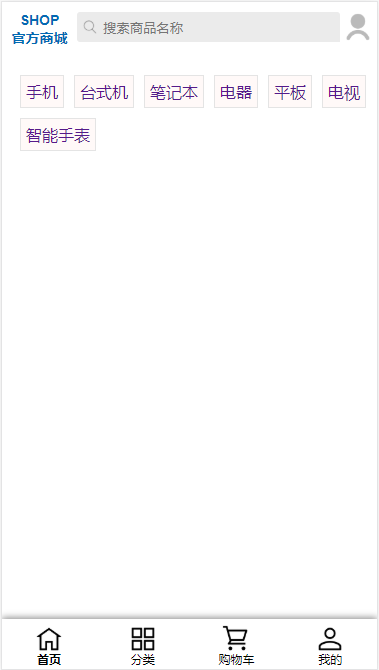 SHOP
官方商城
搜索商品名称
手机 台式机 笔记本 电器 平板 电视
智能手表
首页 分类 购物车 我的